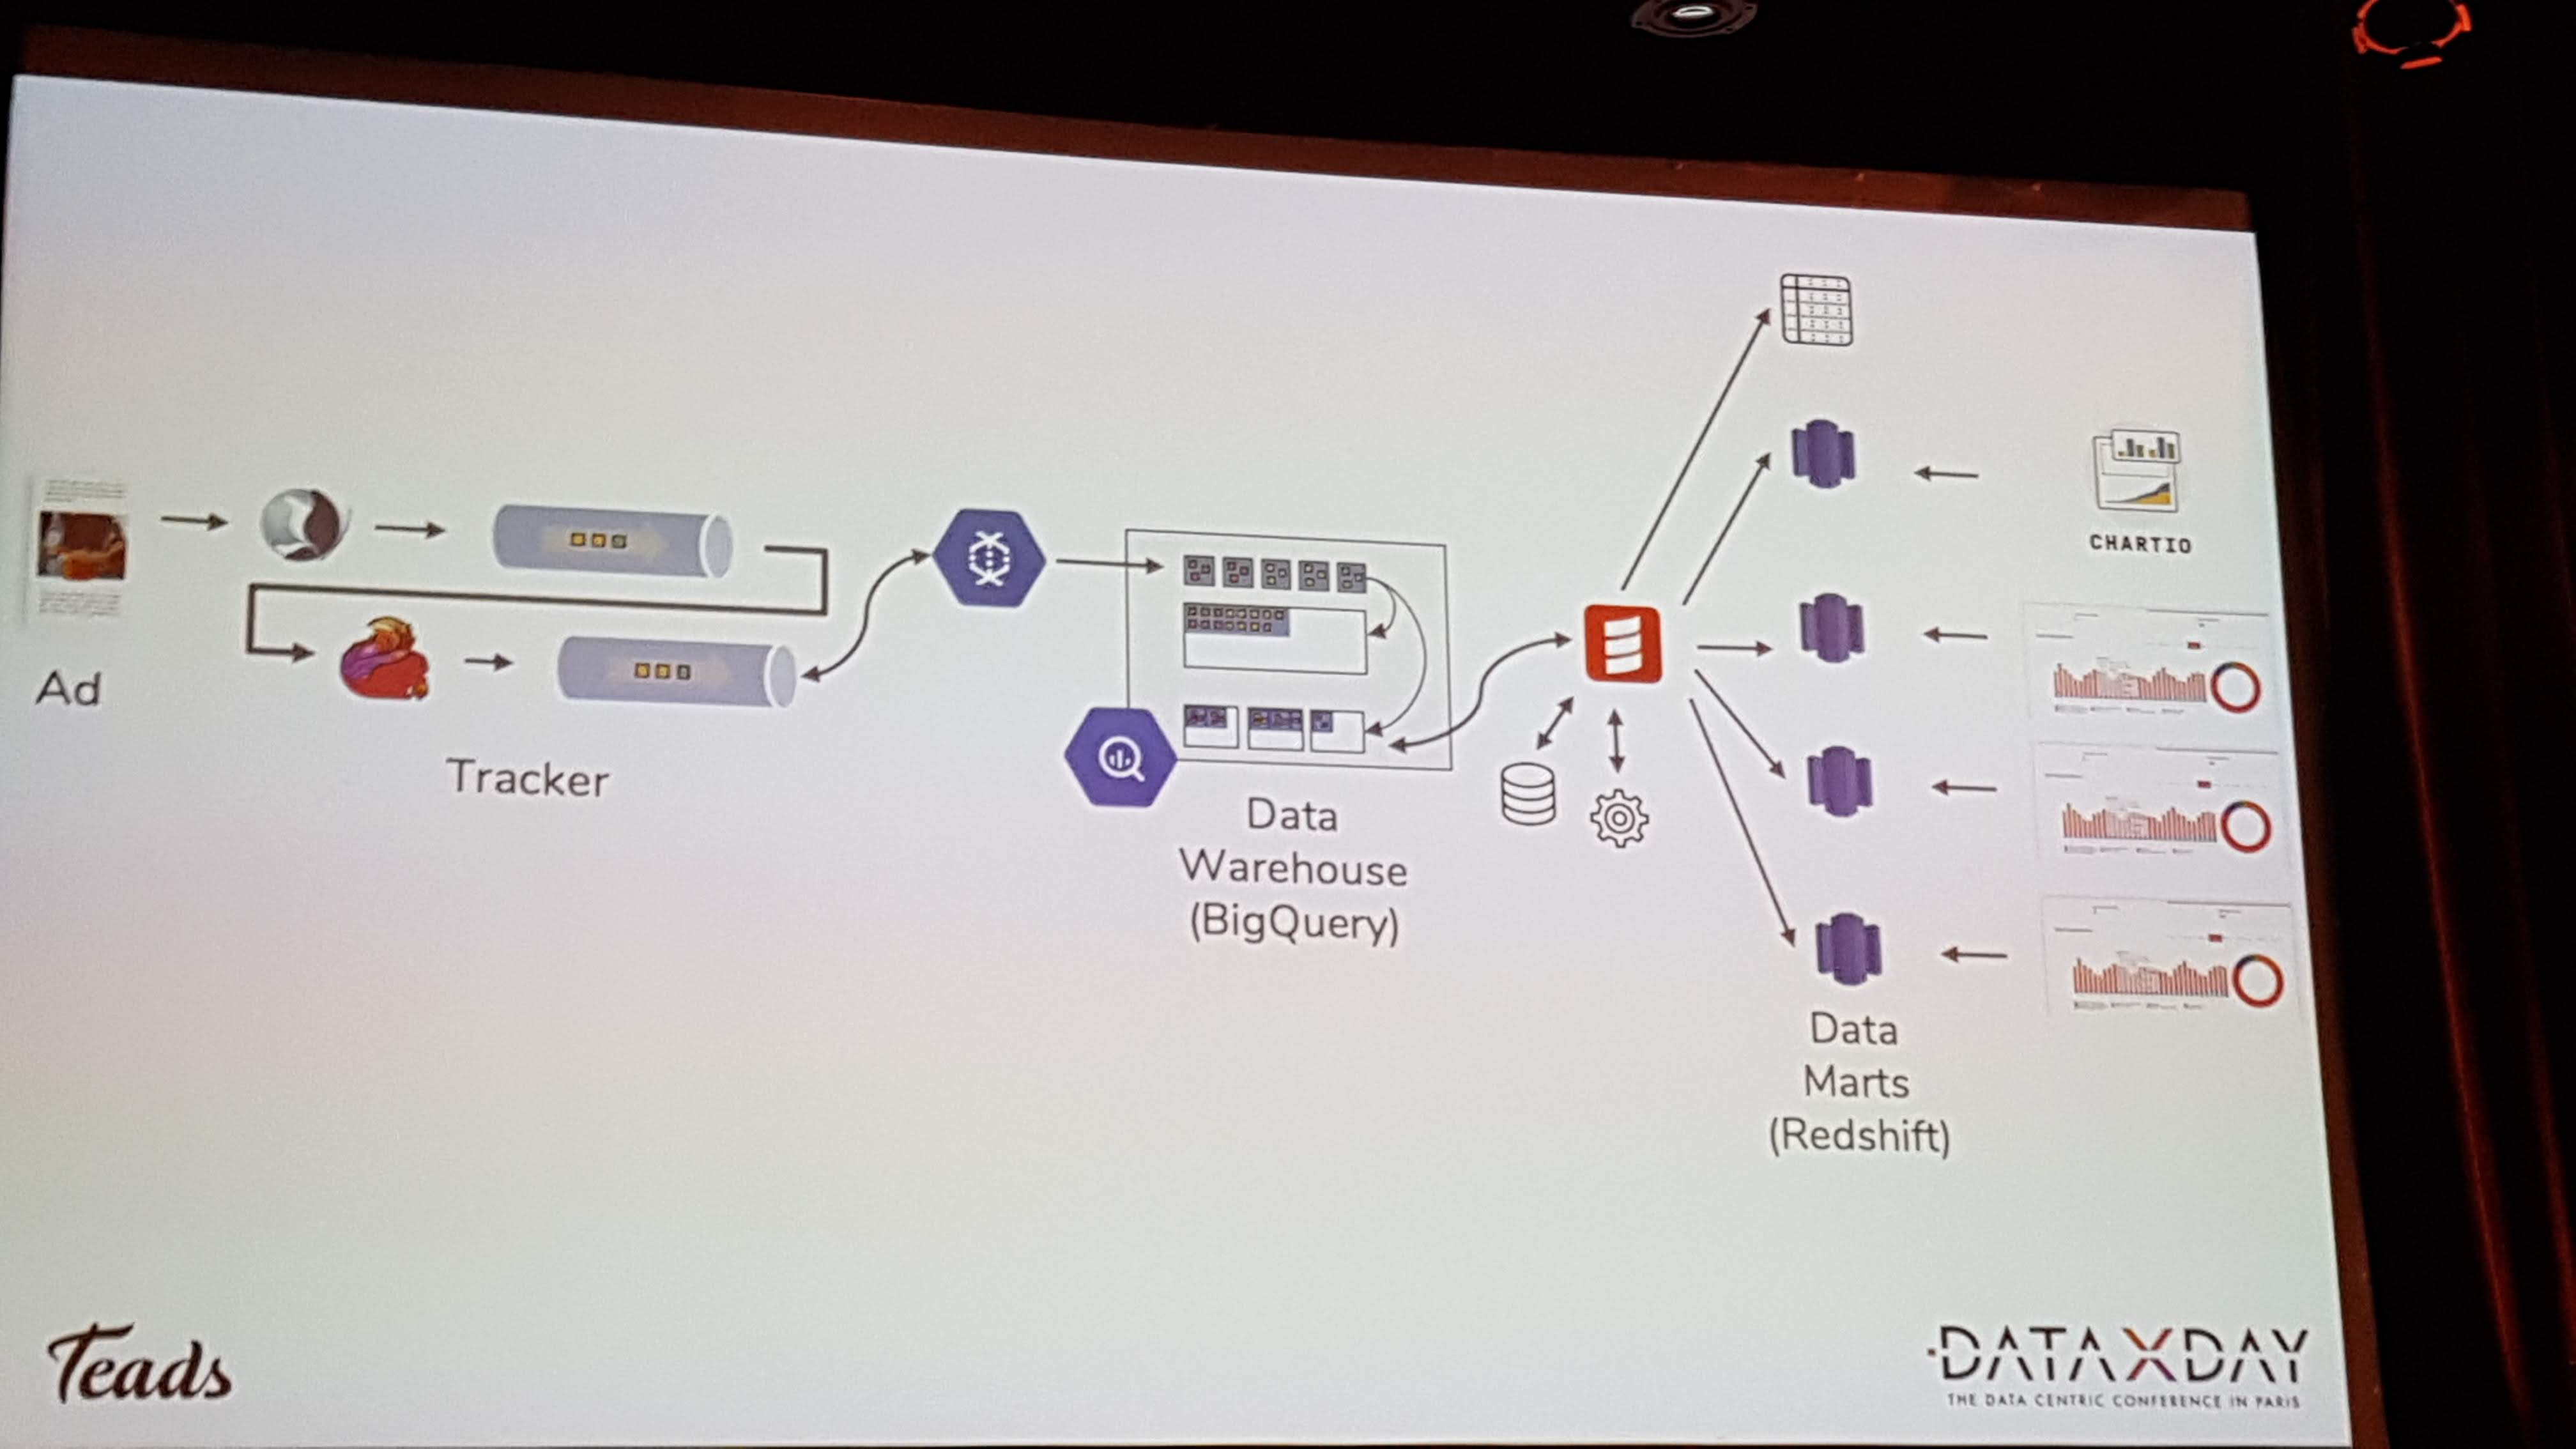 Ad
Tracker
Data
Warehouse
(BigQuery)
CHARTIO
Data
Marts
(Redshift)
Teads
DATAXDAY
THE DATA CENTRIC CONFERENCE IN PARIS